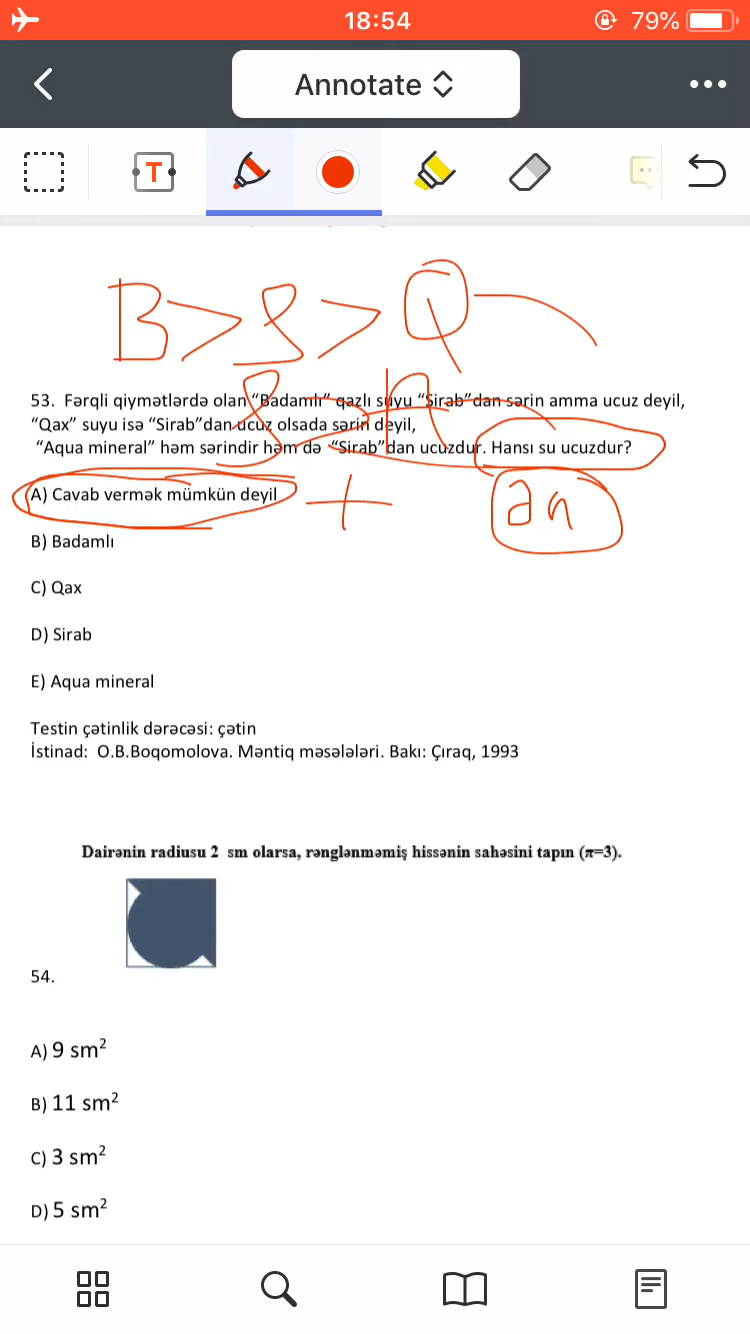 18:54
79%
Annotate
T
B > S > Q
53. Fərqli qiymətlərdə olan “Badamlı” qazlı suyu “Sirab”dan sərin amma ucuz deyil,
“Qax” suyu isə “Sirab”dan ucuz olsada sərin deyil,
“Aqua mineral” həm sərindir həm də “Sirab”dan ucuzdur. Hansı su ucuzdur?
A) Cavab vermək mümkün deyil
ən
B) Badamlı
C) Qax
D) Sirab
E) Aqua mineral
Testin çətinlik dərəcəsi: çətin
İstinad: O.B.Boqomolova. Məntiq məsələləri. Bakı: Çıraq, 1993
Dairənin radiusu 2 sm olarsa, rənglənməmiş hissənin sahəsini tapın (π=3).
54.
A) 9 sm²
B) 11 sm²
C) 3 sm²
D) 5 sm²